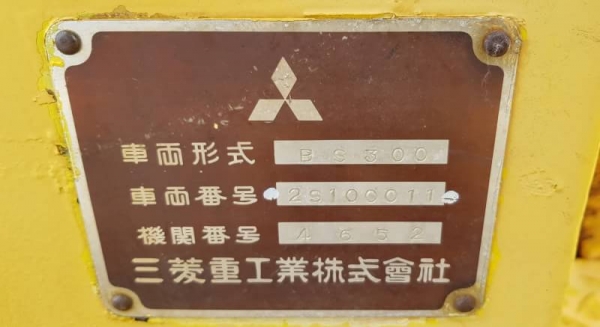 車両形式 BS300
車両番号 2S100011
機関番号 4652
三菱重工業株式會社